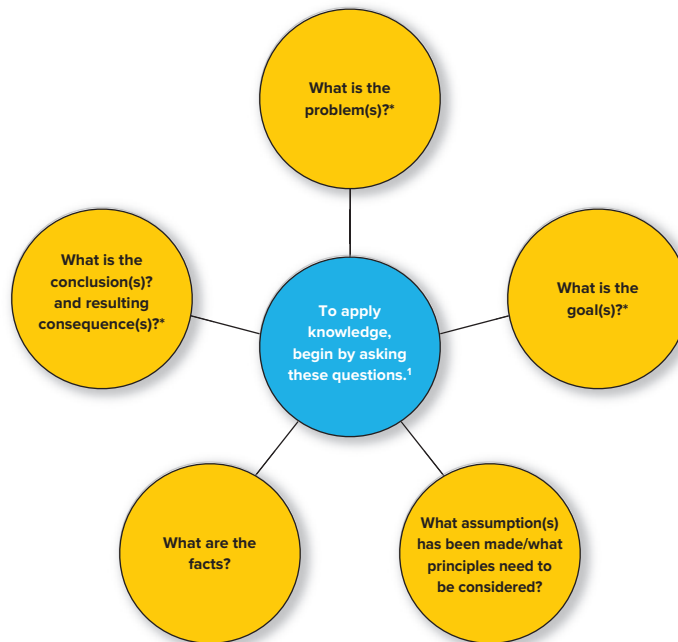 What is the
problem(s)?*
What is the
conclusion(s)?
and resulting
consequence(s)?*
What is the
goal(s)?*
To apply
knowledge,
begin by asking
these questions.¹
What are the
facts?
What assumption(s)
has been made/what
principles need to
be considered?